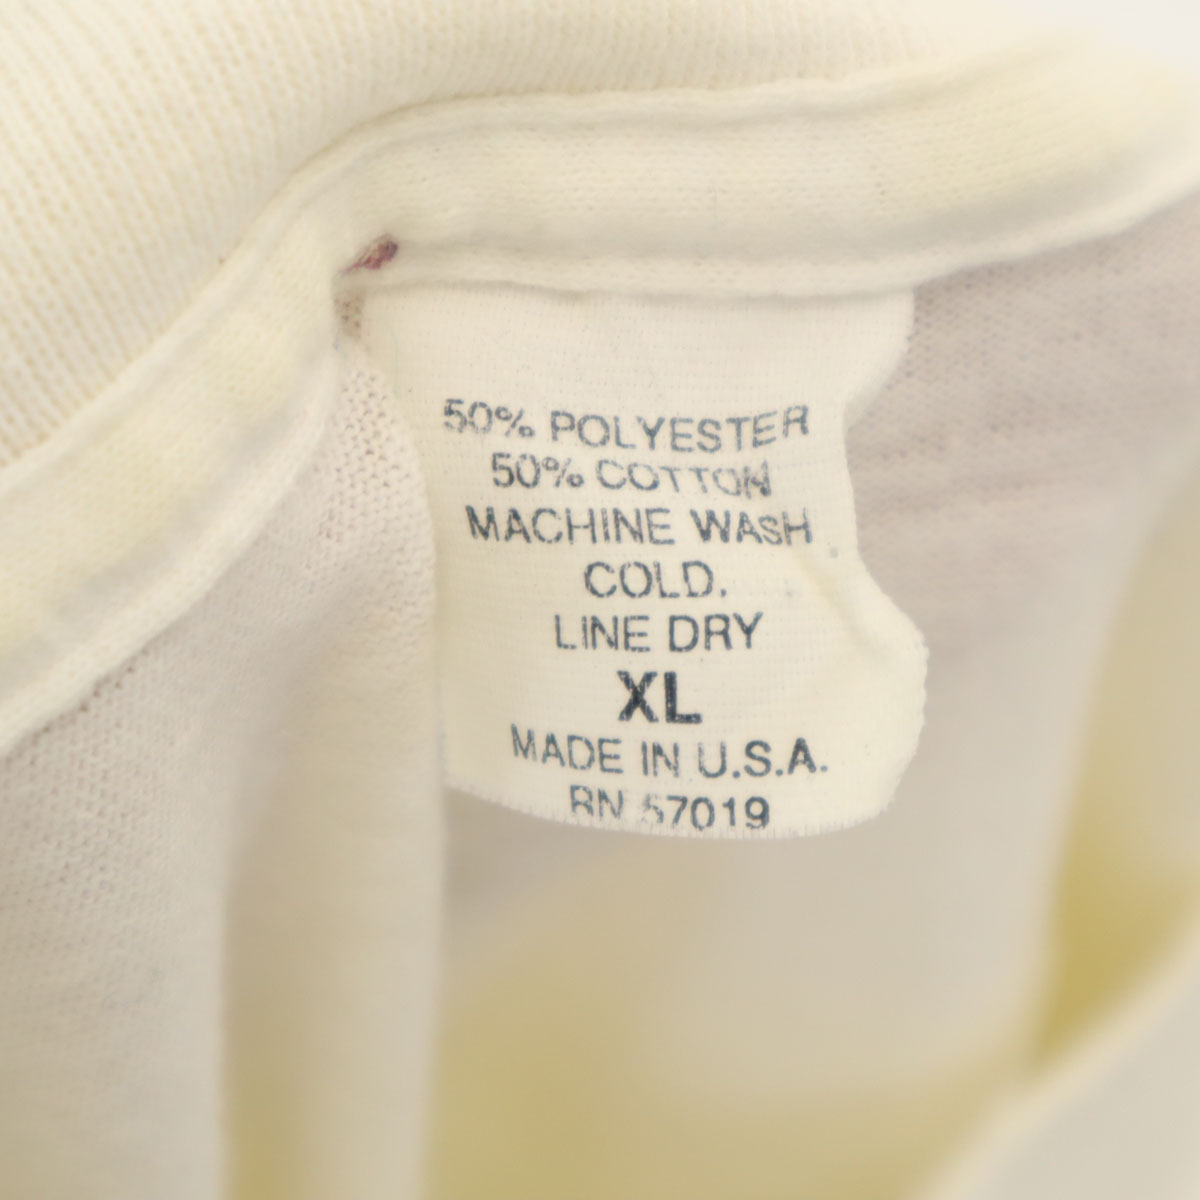 50% POLYESTER
50% COTTON
MACHINE WASH
COLD.
LINE DRY
XL
MADE IN U.S.A.
RN 57019